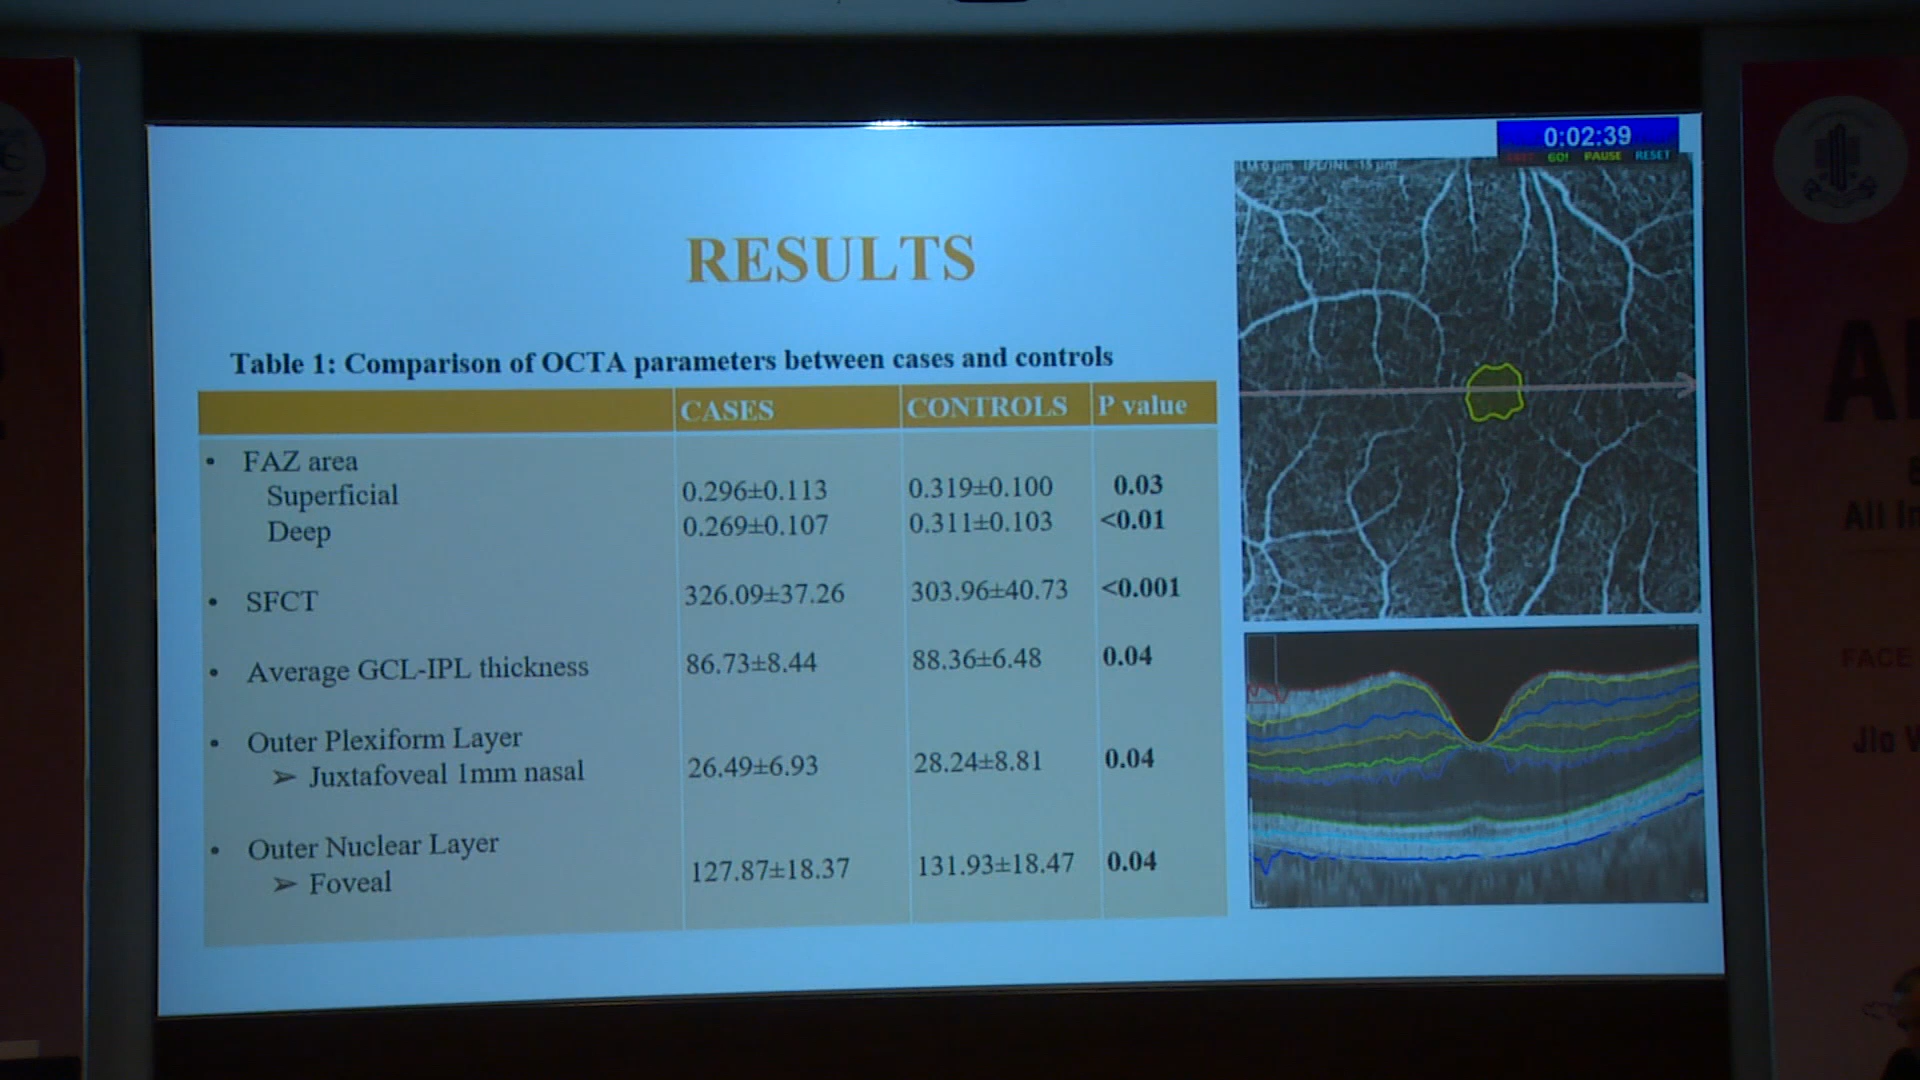 0:02:39
GO! PAUSE RESET
RESULTS
Table 1: Comparison of OCTA parameters between cases and controls
CASES CONTROLS P value
• FAZ area
Superficial 0.296±0.113 0.319±0.100 0.03
Deep 0.269±0.107 0.311±0.103 <0.01
• SFCT 326.09±37.26 303.96±40.73 <0.001
• Average GCL-IPL thickness 86.73±8.44 88.36±6.48 0.04
• Outer Plexiform Layer
➢ Juxtafoveal 1mm nasal 26.49±6.93 28.24±8.81 0.04
• Outer Nuclear Layer
➢ Foveal 127.87±18.37 131.93±18.47 0.04
All In
FACE
Jio W